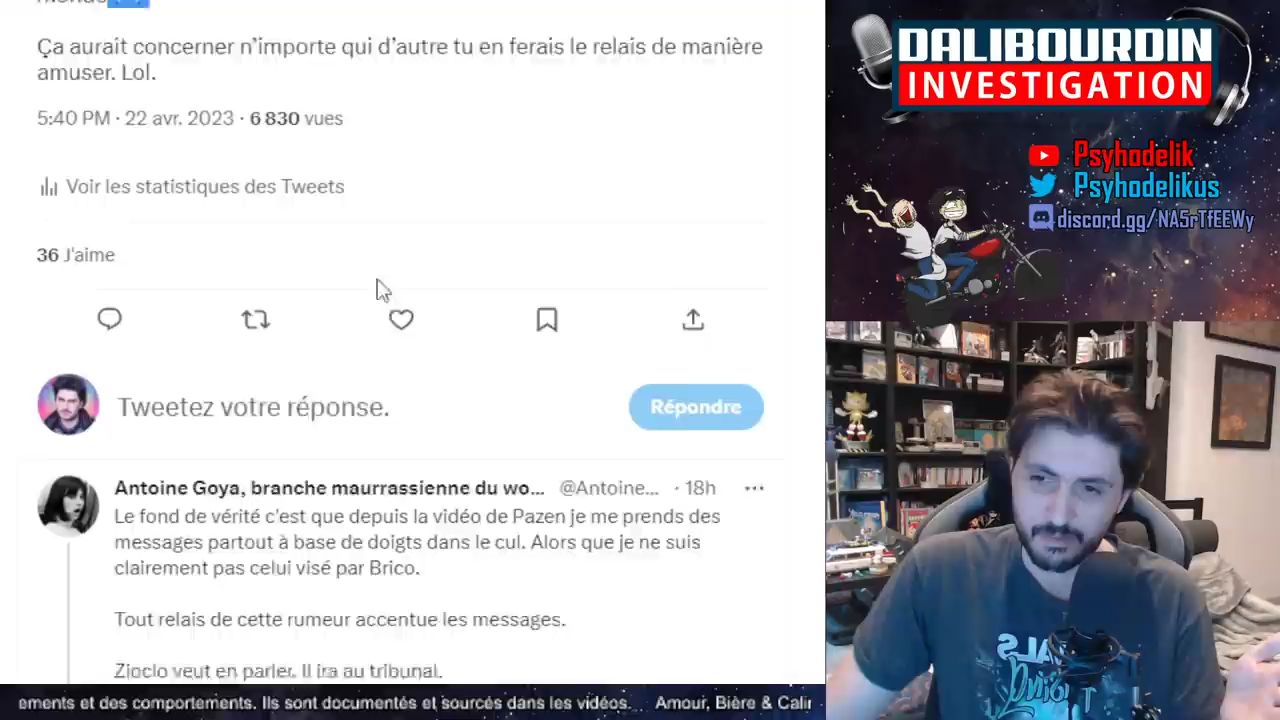 Ça aurait concerner n'importe qui d'autre tu en ferais le relais de manière
amuser. Lol.
5:40 PM · 22 avr. 2023 · 6 830 vues
Voir les statistiques des Tweets
36 J'aime
Tweetez votre réponse.
Répondre
Antoine Goya, branche maurrassienne du wo... @Antoine... · 18h ···
Le fond de vérité c'est que depuis la vidéo de Pazen je me prends des
messages partout à base de doigts dans le cul. Alors que je ne suis
clairement pas celui visé par Brico.
Tout relais de cette rumeur accentue les messages.
Zioclo veut en parler. Il ira au tribunal.
DALIBOURDIN
INVESTIGATION
Psyhodelik
Psyhodelikus
discord.gg/NA5rTfEEWy
ements et des comportements. Ils sont documentés et sourcés dans les vidéos. Amour, Bière & Calir